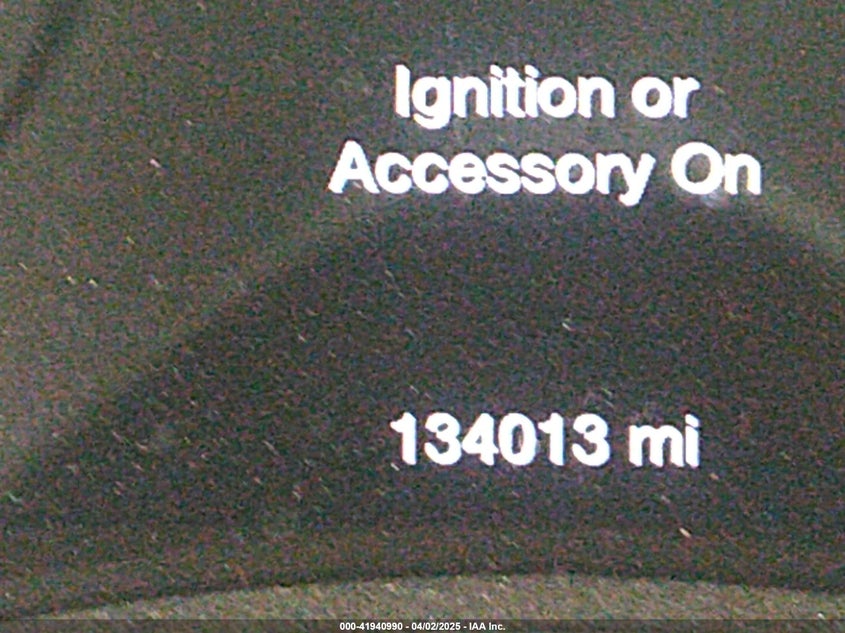 Ignition or
Accessory On
134013 mi
000-41940990 - 04/02/2025 - IAA Inc.